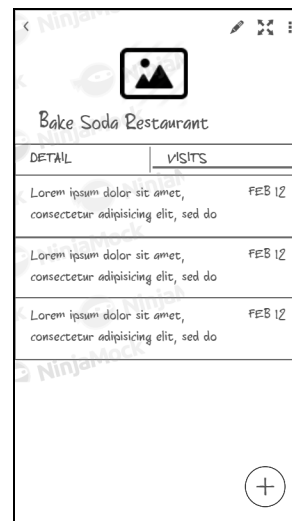 Bake Soda Restaurant
DETAIL VISITS
Lorem ipsum dolor sit amet, FEB 12
consectetur adipisicing elit, sed do
Lorem ipsum dolor sit amet, FEB 12
consectetur adipisicing elit, sed do
Lorem ipsum dolor sit amet, FEB 12
consectetur adipisicing elit, sed do
NinjaMock